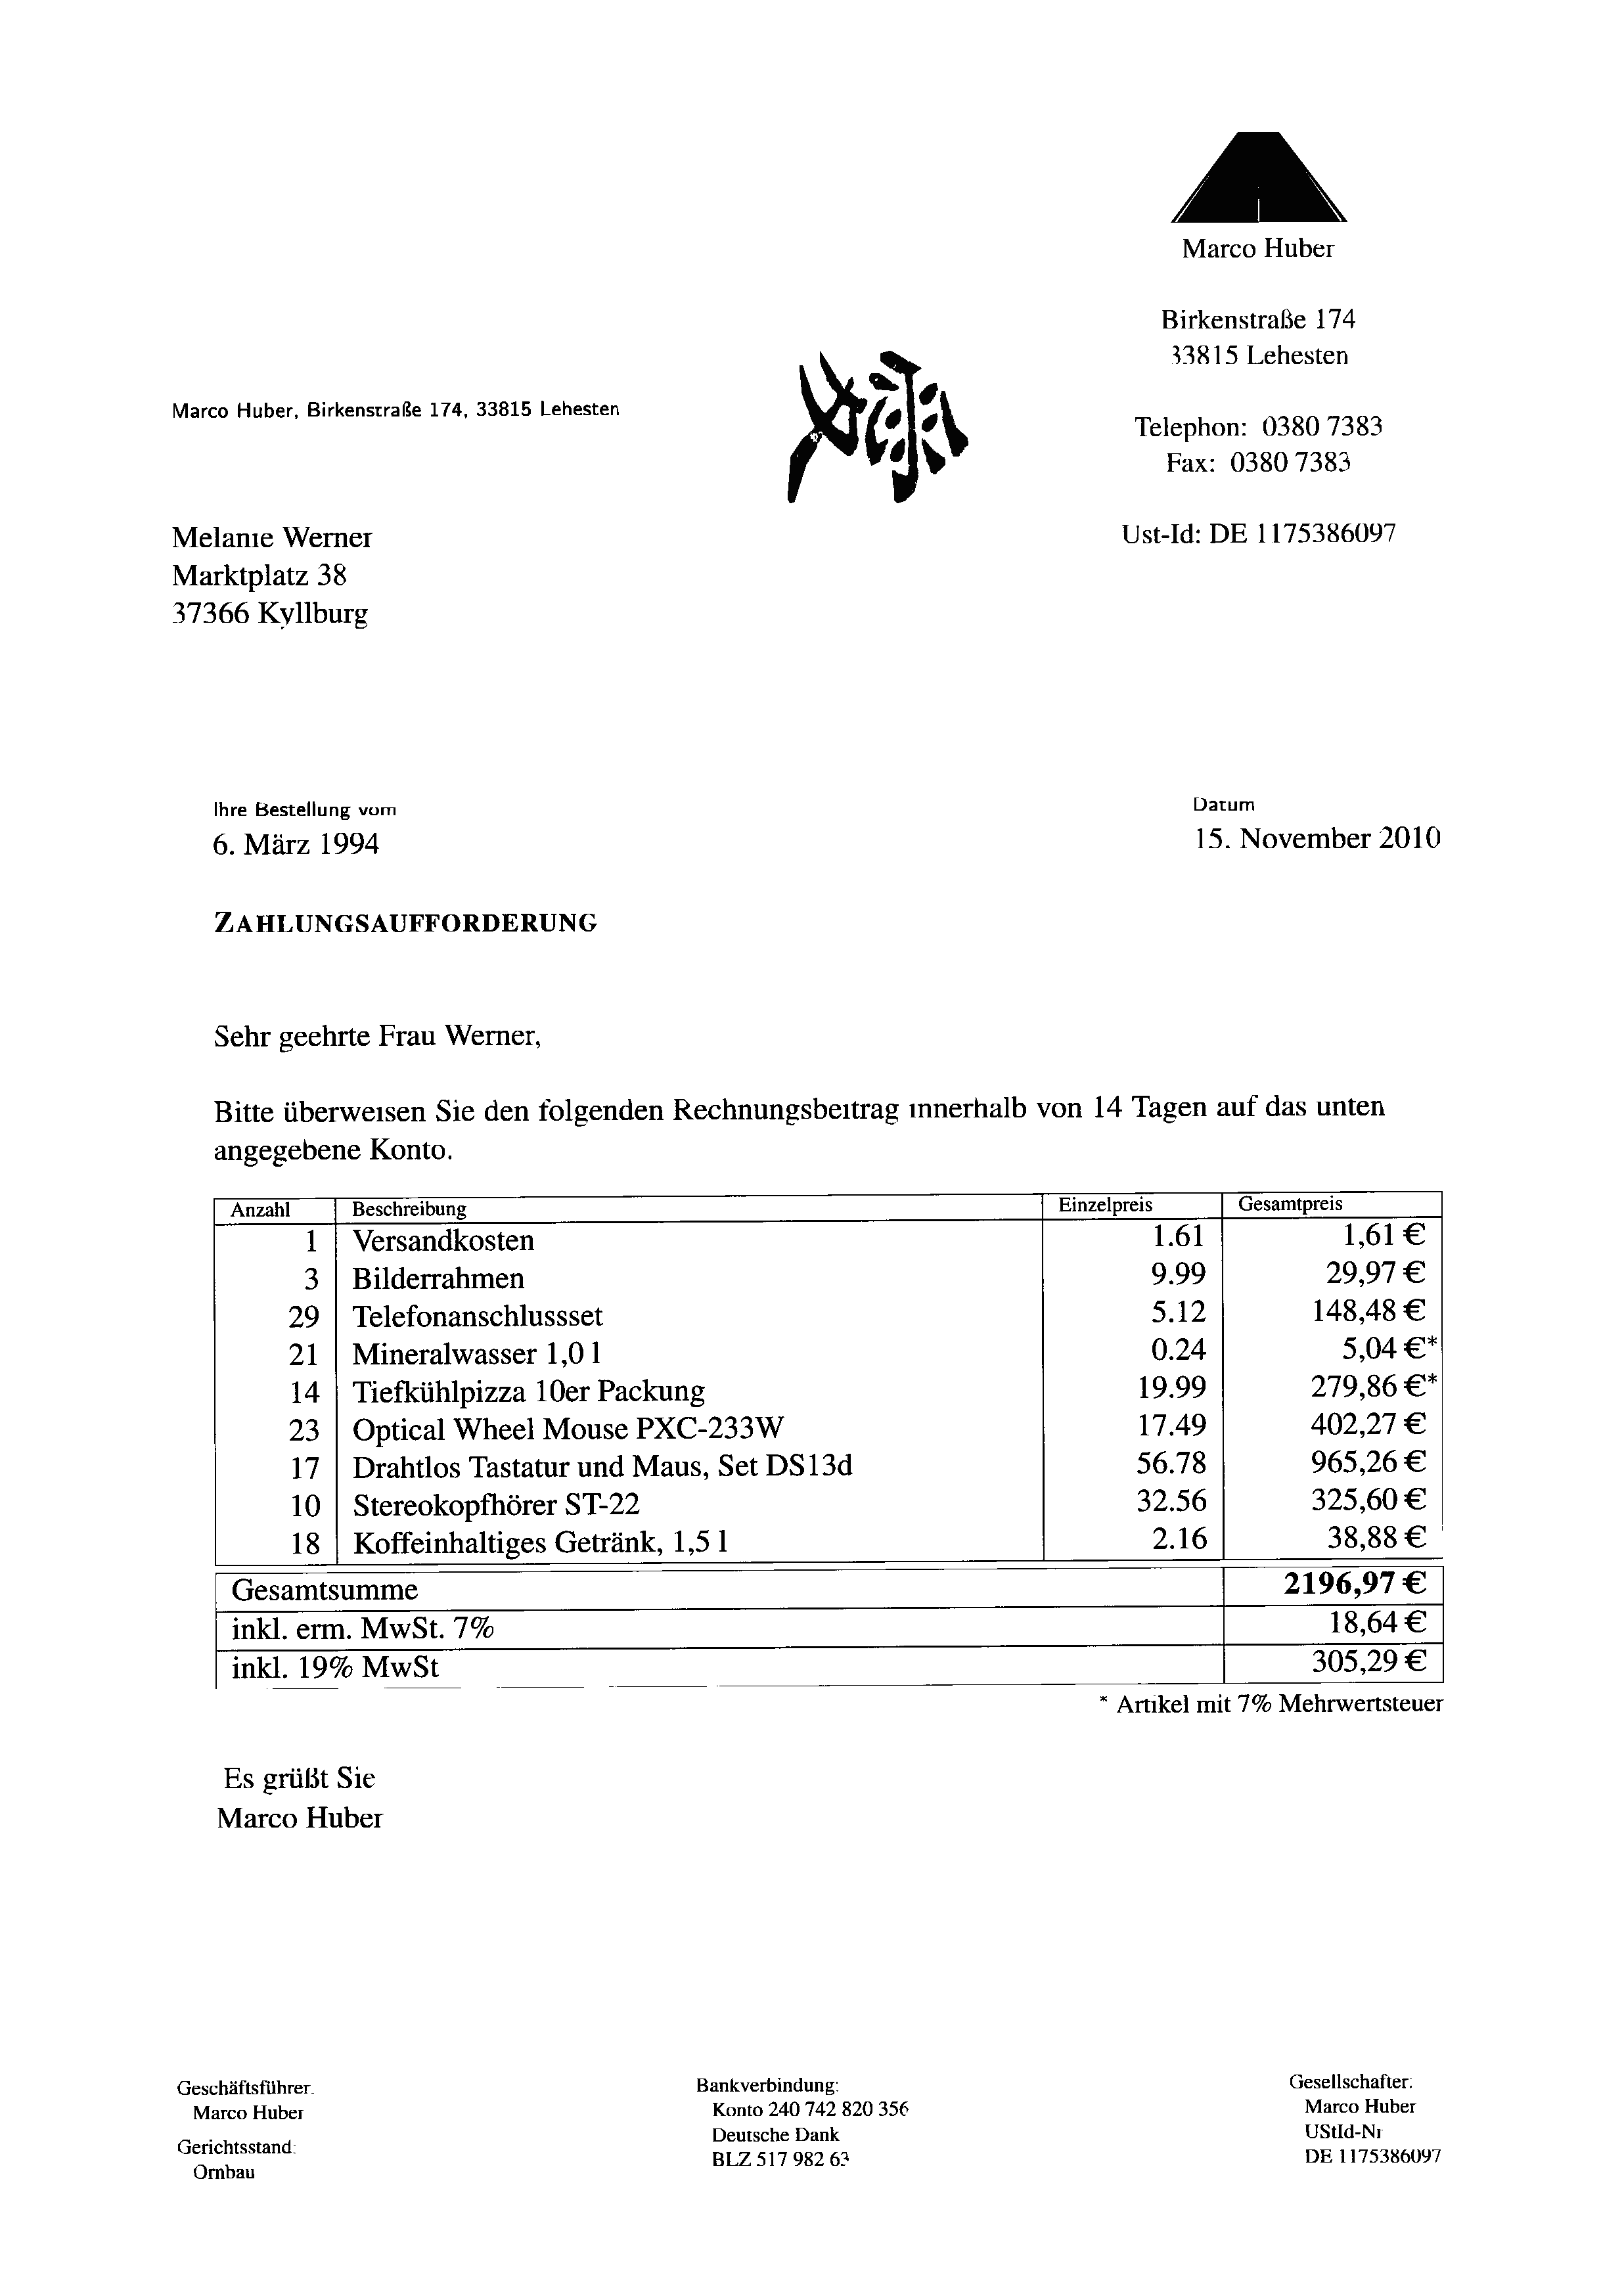 Marco Huber
Birkenstraße 174
33815 Lehesten
Telephon: 0380 7383
Fax: 0380 7383
Ust-Id: DE 1175386097
Marco Huber, Birkenstraße 174, 33815 Lehesten
Melanie Werner
Marktplatz 38
37366 Kyllburg
Ihre Bestellung vom
6. März 1994
Datum
15. November 2010
ZAHLUNGSAUFFORDERUNG
Sehr geehrte Frau Werner,
Bitte überweisen Sie den folgenden Rechnungsbeitrag innerhalb von 14 Tagen auf das unten
angegebene Konto.
Anzahl Beschreibung Einzelpreis Gesamtpreis
1 Versandkosten 1.61 1,61 €
3 Bilderrahmen 9.99 29,97 €
29 Telefonanschlussset 5.12 148,48 €
21 Mineralwasser 1,0 l 0.24 5,04 €*
14 Tiefkühlpizza 10er Packung 19.99 279,86 €*
23 Optical Wheel Mouse PXC-233W 17.49 402,27 €
17 Drahtlos Tastatur und Maus, Set DS13d 56.78 965,26 €
10 Stereokopfhörer ST-22 32.56 325,60 €
18 Koffeinhaltiges Getränk, 1,5 l 2.16 38,88 €
Gesamtsumme 2196,97 €
inkl. erm. MwSt. 7% 18,64 €
inkl. 19% MwSt 305,29 €
* Artikel mit 7% Mehrwertsteuer
Es grüßt Sie
Marco Huber
Geschäftsführer:
Marco Huber
Gerichtsstand:
Ornbau
Bankverbindung:
Konto 240 742 820 356
Deutsche Dank
BLZ 517 982 63
Gesellschafter:
Marco Huber
UStId-Nr
DE 1175386097